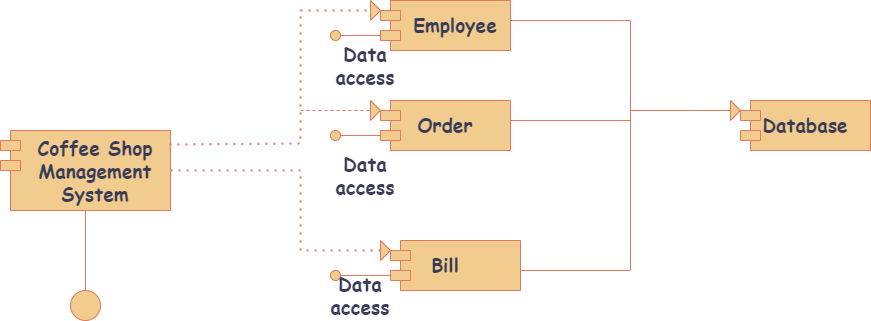 Employee
Data
access
Order
Data
access
Coffee Shop
Management
System
Database
Bill
Data
access